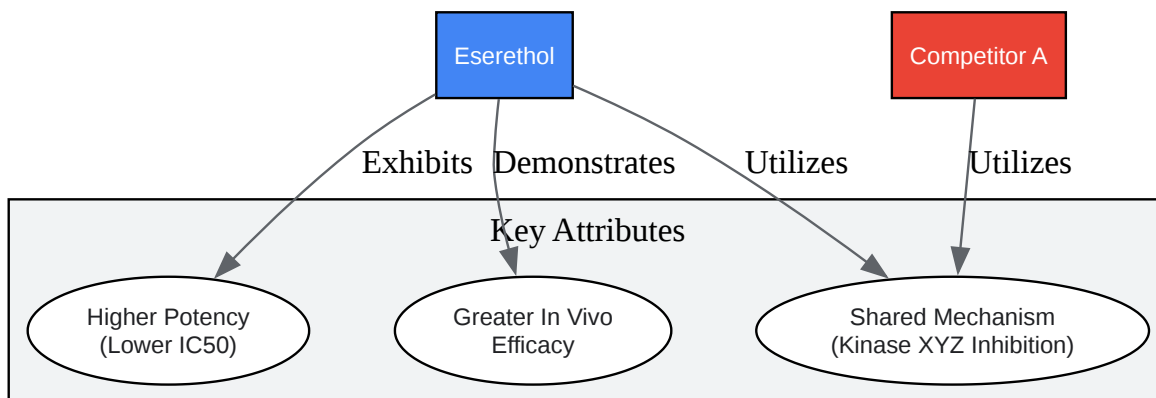 Eserethol
Competitor A
Exhibits
Demonstrates
Utilizes
Utilizes
Key Attributes
Higher Potency
(Lower IC50)
Greater In Vivo
Efficacy
Shared Mechanism
(Kinase XYZ Inhibition)